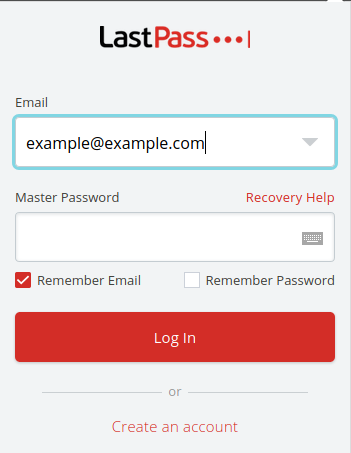 LastPass
Email
example@example.com
Master Password Recovery Help
Remember Email Remember Password
Log In
or
Create an account